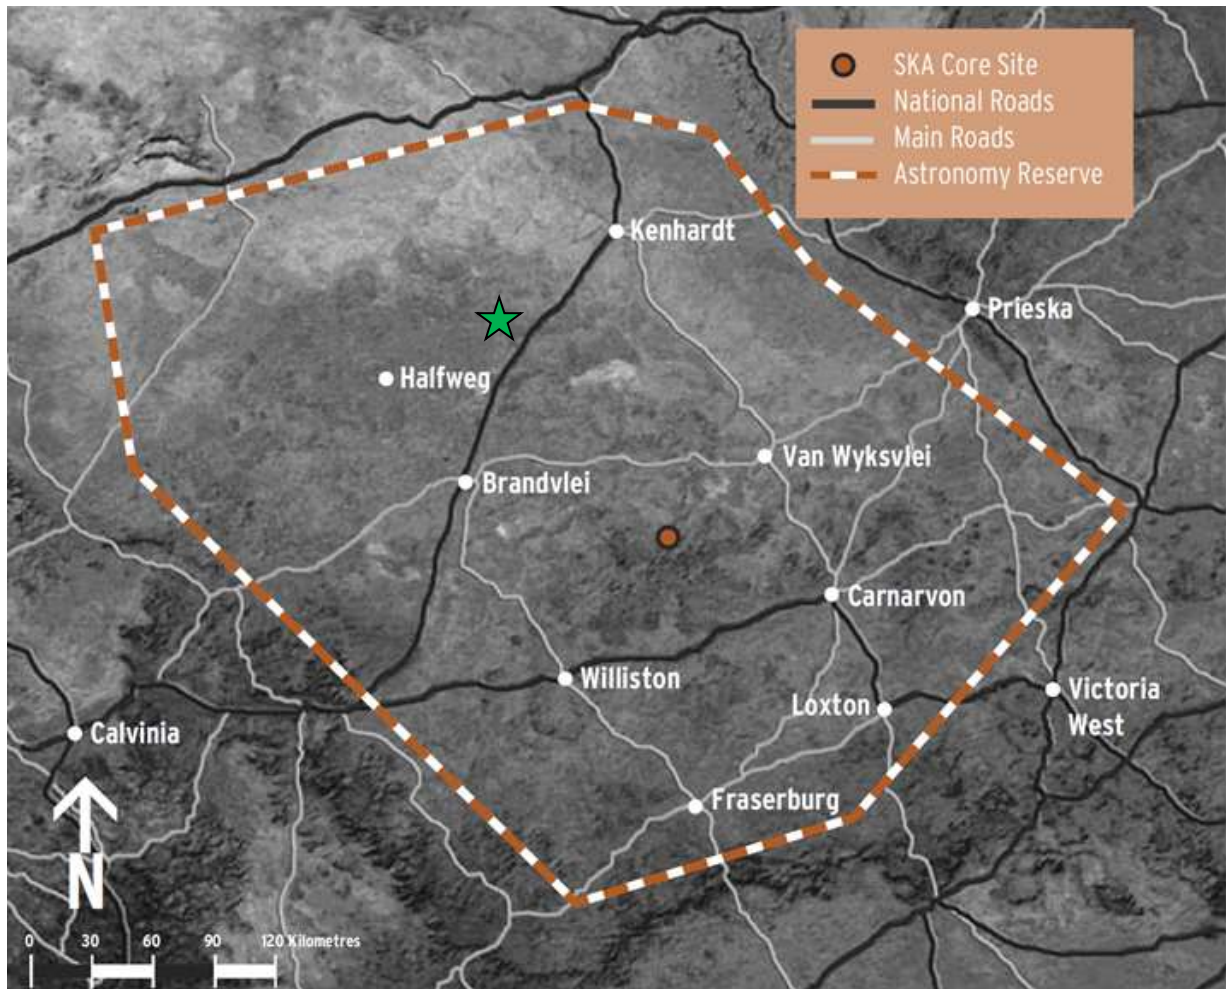 SKA Core Site
National Roads
Main Roads
Astronomy Reserve
Kenhardt
Prieska
Halfweg
Van Wyksvlei
Brandvlei
Carnarvon
Williston
Loxton
Victoria
West
Calvinia
Fraserburg
N
0 30 60 90 120 Kilometres